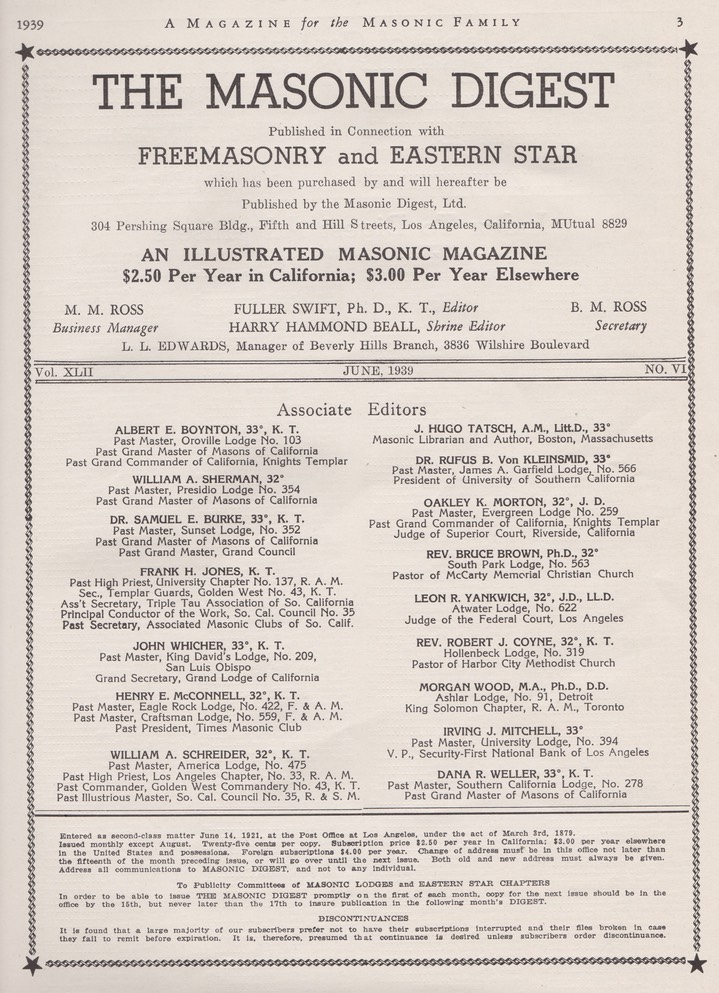 1939 A MAGAZINE for the MASONIC FAMILY 3
THE MASONIC DIGEST
Published in Connection with
FREEMASONRY and EASTERN STAR
which has been purchased by and will hereafter be
Published by the Masonic Digest, Ltd.
304 Pershing Square Bldg., Fifth and Hill Streets, Los Angeles, California, MUtual 8829
AN ILLUSTRATED MASONIC MAGAZINE
$2.50 Per Year in California; $3.00 Per Year Elsewhere
M. M. ROSS FULLER SWIFT, Ph. D., K. T., Editor B. M. ROSS
Business Manager HARRY HAMMOND BEALL, Shrine Editor Secretary
L. L. EDWARDS, Manager of Beverly Hills Branch, 3836 Wilshire Boulevard
Vol. XLII JUNE, 1939 NO. VI
Associate Editors
ALBERT E. BOYNTON, 33°, K. T.
Past Master, Oroville Lodge No. 103
Past Grand Master of Masons of California
Past Grand Commander of California, Knights Templar
WILLIAM A. SHERMAN, 32°
Past Master, Presidio Lodge No. 354
Past Grand Master of Masons of California
DR. SAMUEL E. BURKE, 33°, K. T.
Past Master, Sunset Lodge, No. 352
Past Grand Master of Masons of California
Past Grand Master, Grand Council
FRANK H. JONES, K. T.
Past High Priest, University Chapter No. 137, R. A. M.
Sec., Templar Guards, Golden West No. 43, K. T.
Ass't Secretary, Triple Tau Association of So. California
Principal Conductor of the Work, So. Cal. Council No. 35
Past Secretary, Associated Masonic Clubs of So. Calif.
JOHN WHICHER, 33°, K. T.
Past Master, King David's Lodge, No. 209,
San Luis Obispo
Grand Secretary, Grand Lodge of California
HENRY E. McCONNELL, 32°, K. T.
Past Master, Eagle Rock Lodge, No. 422, F. & A. M.
Past Master, Craftsman Lodge, No. 559, F. & A. M.
Past President, Times Masonic Club
WILLIAM A. SCHREIDER, 32°, K. T.
Past Master, America Lodge, No. 475
Past High Priest, Los Angeles Chapter, No. 33, R. A. M.
Past Commander, Golden West Commandery No. 43, K. T.
Past Illustrious Master, So. Cal. Council No. 35, R. & S. M.
J. HUGO TATSCH, A.M., Litt.D., 33°
Masonic Librarian and Author, Boston, Massachusetts
DR. RUFUS B. Von KLEINSMID, 33°
Past Master, James A. Garfield Lodge, No. 566
President of University of Southern California
OAKLEY K. MORTON, 32°, J. D.
Past Master, Evergreen Lodge No. 259
Past Grand Commander of California, Knights Templar
Judge of Superior Court, Riverside, California
REV. BRUCE BROWN, Ph.D., 32°
South Park Lodge, No. 563
Pastor of McCarty Memorial Christian Church
LEON R. YANKWICH, 32°, J.D., LL.D.
Atwater Lodge, No. 622
Judge of the Federal Court, Los Angeles
REV. ROBERT J. COYNE, 32°, K. T.
Hollenbeck Lodge, No. 319
Pastor of Harbor City Methodist Church
MORGAN WOOD, M.A., Ph.D., D.D.
Ashlar Lodge, No. 91, Detroit
King Solomon Chapter, R. A. M., Toronto
IRVING J. MITCHELL, 33°
Past Master, University Lodge, No. 394
V. P., Security-First National Bank of Los Angeles
DANA R. WELLER, 33°, K. T.
Past Master, Southern California Lodge, No. 278
Past Grand Master of Masons of California
Entered as second-class matter June 14, 1921, at the Post Office at Los Angeles, under the act of March 3rd, 1879.
Issued monthly except August. Twenty-five cents per copy. Subscription price $2.50 per year in California; $3.00 per year elsewhere
in the United States and possessions. Foreign subscriptions $4.00 per year. Change of address must be in this office not later than
the fifteenth of the month preceding issue, or will go over until the next issue. Both old and new address must always be given.
Address all communications to MASONIC DIGEST, and not to any individual.
To Publicity Committees of MASONIC LODGES and EASTERN STAR CHAPTERS
In order to be able to issue THE MASONIC DIGEST promptly on the first of each month, copy for the next issue should be in the
office by the 15th, but never later than the 17th to insure publication in the following month's DIGEST.
DISCONTINUANCES
It is found that a large majority of our subscribers prefer not to have their subscriptions interrupted and their files broken in case
they fail to remit before expiration. It is, therefore, presumed that continuance is desired unless subscribers order discontinuance.